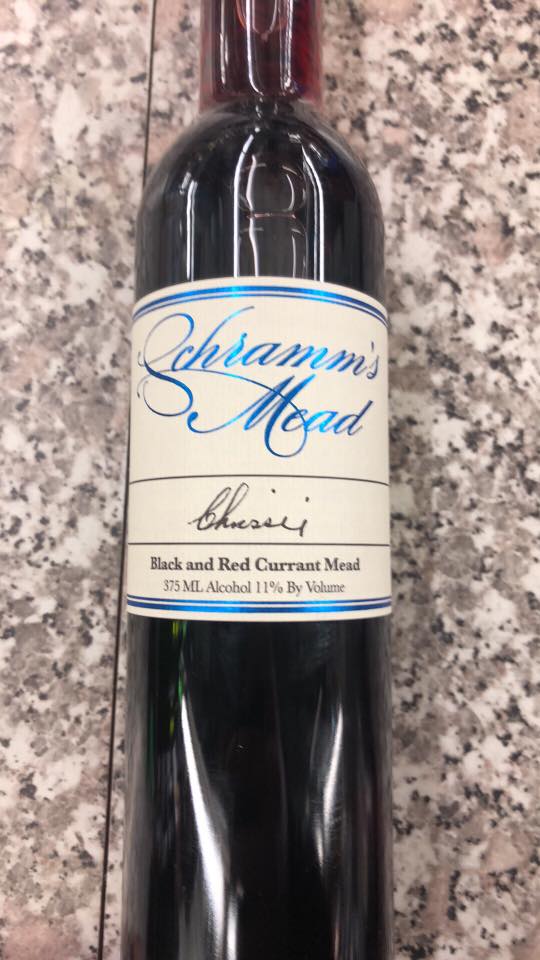 Schramm's
Mead
Black and Red Currant Mead
375 ML Alcohol 11% By Volume